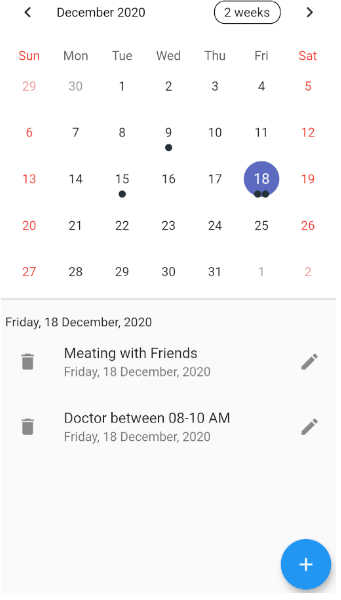 December 2020 2 weeks
Sun Mon Tue Wed Thu Fri Sat
29 30 1 2 3 4 5
6 7 8 9 10 11 12
13 14 15 16 17 18 19
20 21 22 23 24 25 26
27 28 29 30 31 1 2
Friday, 18 December, 2020
Meating with Friends
Friday, 18 December, 2020
Doctor between 08-10 AM
Friday, 18 December, 2020